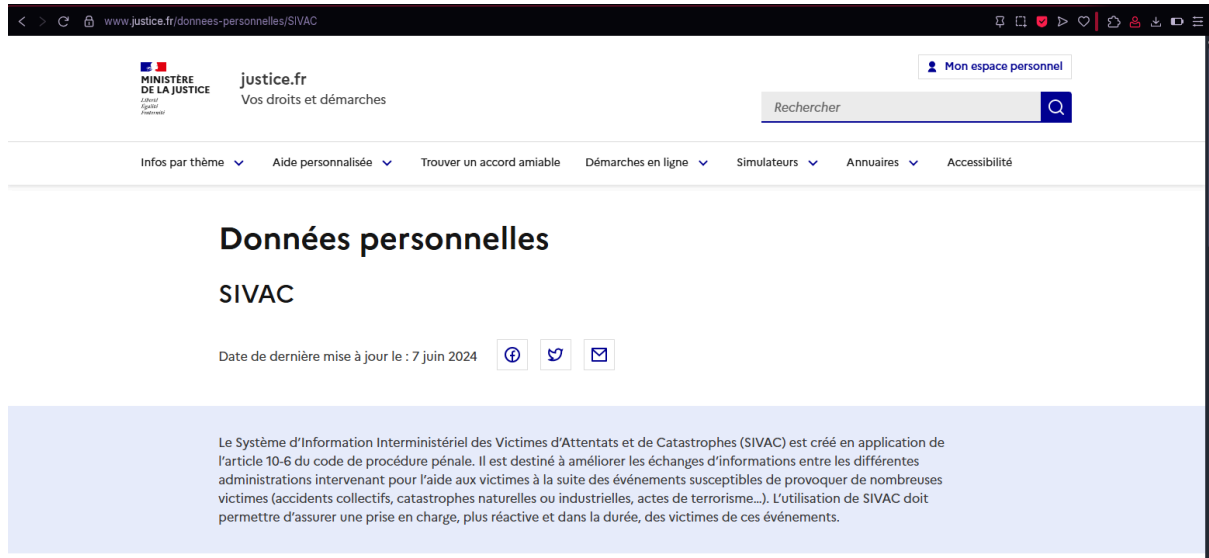 www.justice.fr/donnees-personnelles/SIVAC
MINISTÈRE
DE LA JUSTICE
Liberté
Égalité
Fraternité
justice.fr
Vos droits et démarches
Mon espace personnel
Rechercher
Infos par thème Aide personnalisée Trouver un accord amiable Démarches en ligne Simulateurs Annuaires Accessibilité
Données personnelles
SIVAC
Date de dernière mise à jour le : 7 juin 2024
Le Système d'Information Interministériel des Victimes d'Attentats et de Catastrophes (SIVAC) est créé en application de
l'article 10-6 du code de procédure pénale. Il est destiné à améliorer les échanges d'informations entre les différentes
administrations intervenant pour l'aide aux victimes à la suite des événements susceptibles de provoquer de nombreuses
victimes (accidents collectifs, catastrophes naturelles ou industrielles, actes de terrorisme…). L'utilisation de SIVAC doit
permettre d'assurer une prise en charge, plus réactive et dans la durée, des victimes de ces événements.